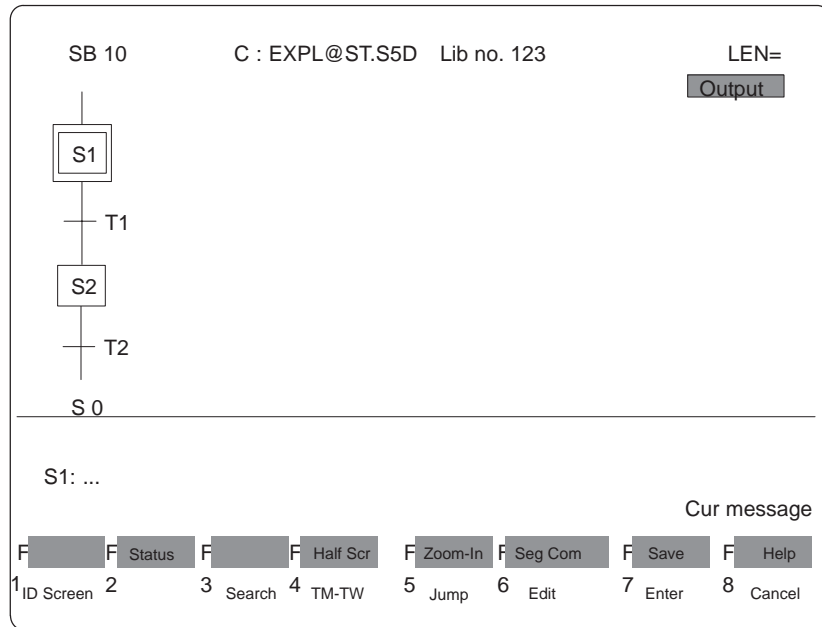 SB 10 C : EXPL@ST.S5D Lib no. 123 LEN=
Output
S1
T1
S2
T2
S 0
S1: ...
Cur message
F F Status F F Half Scr F Zoom-In F Seg Com F Save F Help
1 ID Screen 2 3 Search 4 TM-TW 5 Jump 6 Edit 7 Enter 8 Cancel